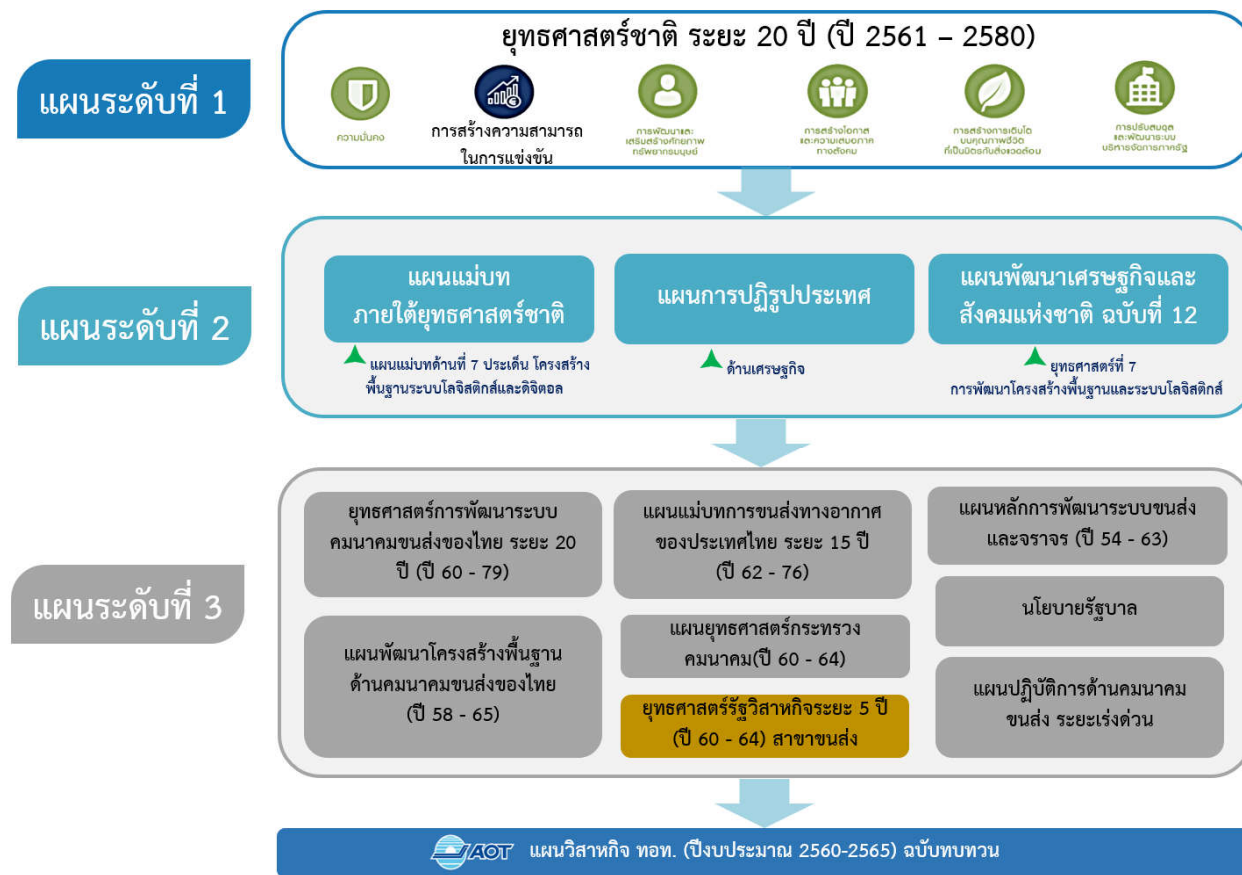 ยุทธศาสตร์ชาติ ระยะ 20 ปี (ปี 2561 – 2580)
แผนระดับที่ 1
ความมั่นคง
การสร้างความสามารถ
ในการแข่งขัน
การพัฒนาและ
เสริมสร้างศักยภาพ
ทรัพยากรมนุษย์
การสร้างโอกาส
และความเสมอภาค
ทางสังคม
การสร้างการเติบโต
บนคุณภาพชีวิต
ที่เป็นมิตรกับสิ่งแวดล้อม
การปรับสมดุล
และพัฒนาระบบ
บริหารจัดการภาครัฐ
แผนระดับที่ 2
แผนแม่บท
ภายใต้ยุทธศาสตร์ชาติ
แผนแม่บทด้านที่ 7 ประเด็น โครงสร้าง
พื้นฐานระบบโลจิสติกส์และดิจิตอล
แผนการปฏิรูปประเทศ
ด้านเศรษฐกิจ
แผนพัฒนาเศรษฐกิจและ
สังคมแห่งชาติ ฉบับที่ 12
ยุทธศาสตร์ที่ 7
การพัฒนาโครงสร้างพื้นฐานและระบบโลจิสติกส์
แผนระดับที่ 3
ยุทธศาสตร์การพัฒนาระบบ
คมนาคมขนส่งของไทย ระยะ 20
ปี (ปี 60 - 79)
แผนพัฒนาโครงสร้างพื้นฐาน
ด้านคมนาคมขนส่งของไทย
(ปี 58 - 65)
แผนแม่บทการขนส่งทางอากาศ
ของประเทศไทย ระยะ 15 ปี
(ปี 62 - 76)
แผนยุทธศาสตร์กระทรวง
คมนาคม(ปี 60 - 64)
ยุทธศาสตร์รัฐวิสาหกิจระยะ 5 ปี
(ปี 60 - 64) สาขาขนส่ง
แผนหลักการพัฒนาระบบขนส่ง
และจราจร (ปี 54 - 63)
นโยบายรัฐบาล
แผนปฏิบัติการด้านคมนาคม
ขนส่ง ระยะเร่งด่วน
AOT แผนวิสาหกิจ ทอท. (ปีงบประมาณ 2560-2565) ฉบับทบทวน